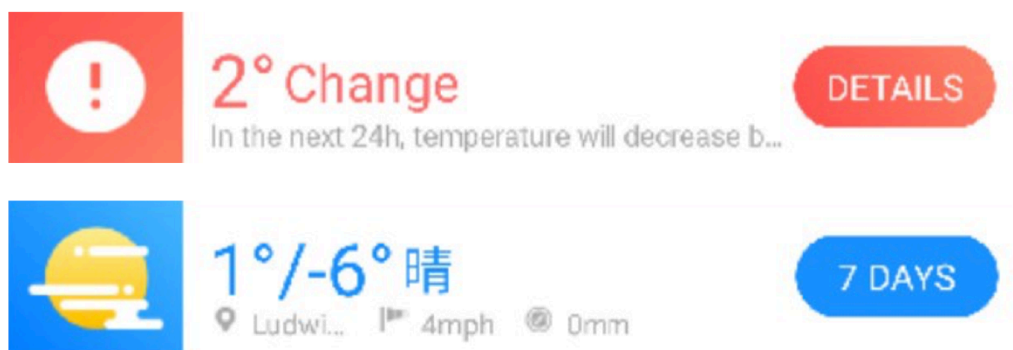 2° Change
In the next 24h, temperature will decrease b...
DETAILS
1°/-6° 晴
Ludwi... 4mph 0mm
7 DAYS